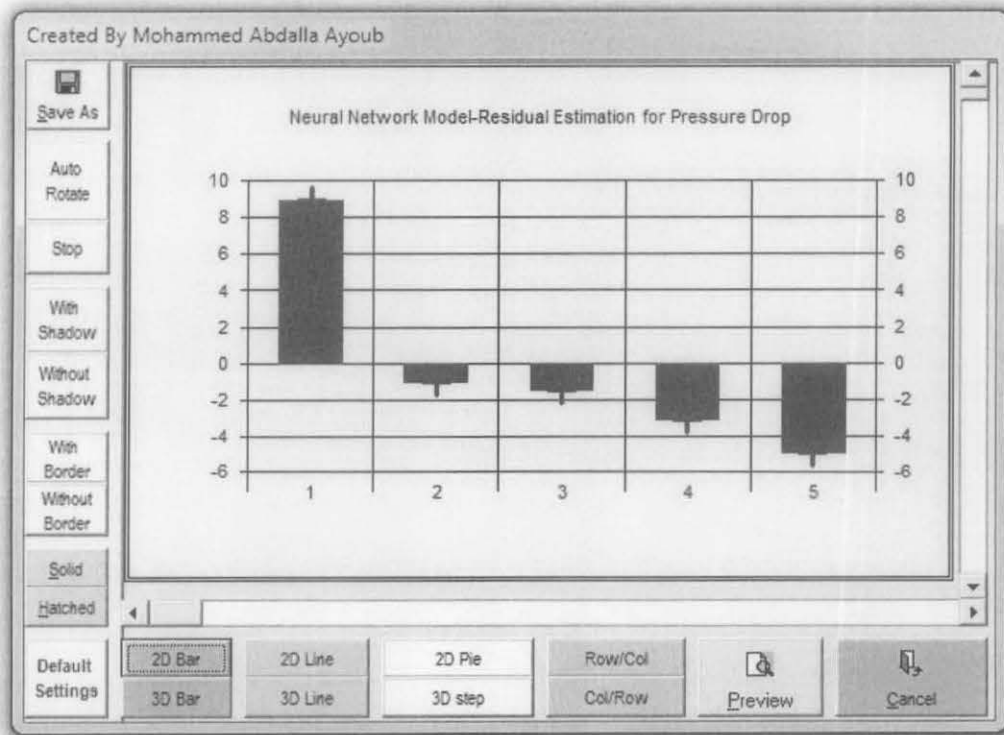 Created By Mohammed Abdalla Ayoub
Save As
Auto
Rotate
Stop
With
Shadow
Without
Shadow
With
Border
Without
Border
Solid
Hatched
Default
Settings
Neural Network Model-Residual Estimation for Pressure Drop
10 10
8 8
6 6
4 4
2 2
0 0
-2 -2
-4 -4
-6 -6
1 2 3 4 5
2D Bar 2D Line 2D Pie Row/Col
3D Bar 3D Line 3D step Col/Row
Preview Cancel